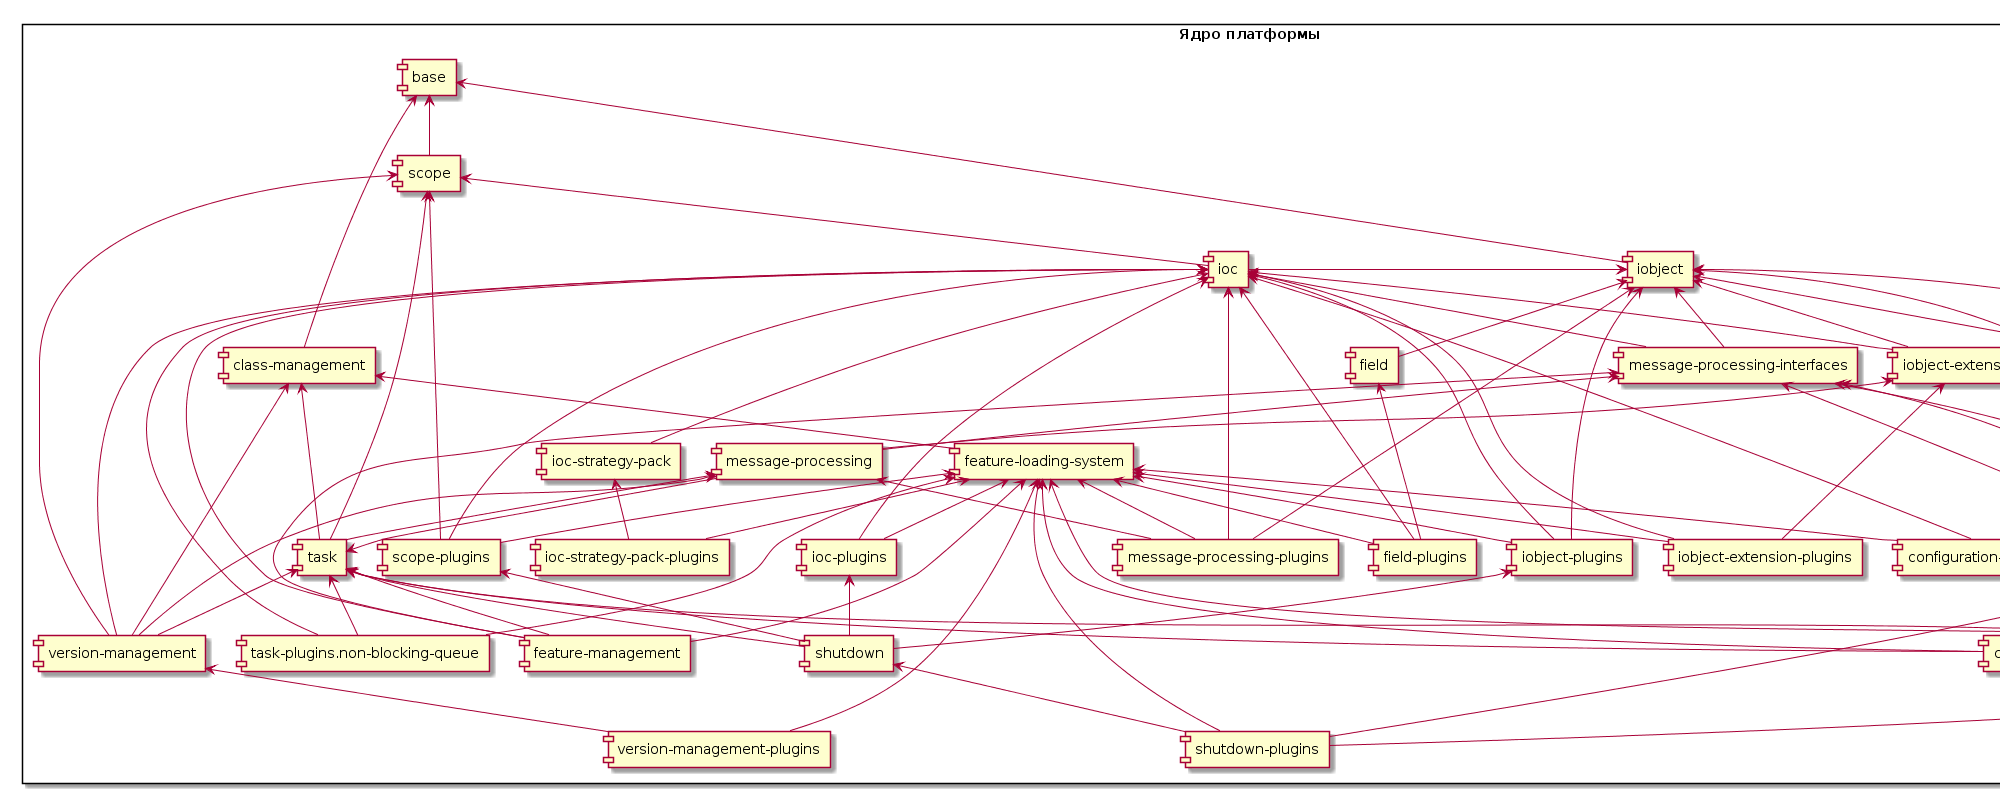 Ядро платформы
base
scope
ioc
iobject
class-management
field
message-processing-interfaces
iobject-extens
ioc-strategy-pack
message-processing
feature-loading-system
task
scope-plugins
ioc-strategy-pack-plugins
ioc-plugins
message-processing-plugins
field-plugins
iobject-plugins
iobject-extension-plugins
configuration-
version-management
task-plugins.non-blocking-queue
feature-management
shutdown
version-management-plugins
shutdown-plugins